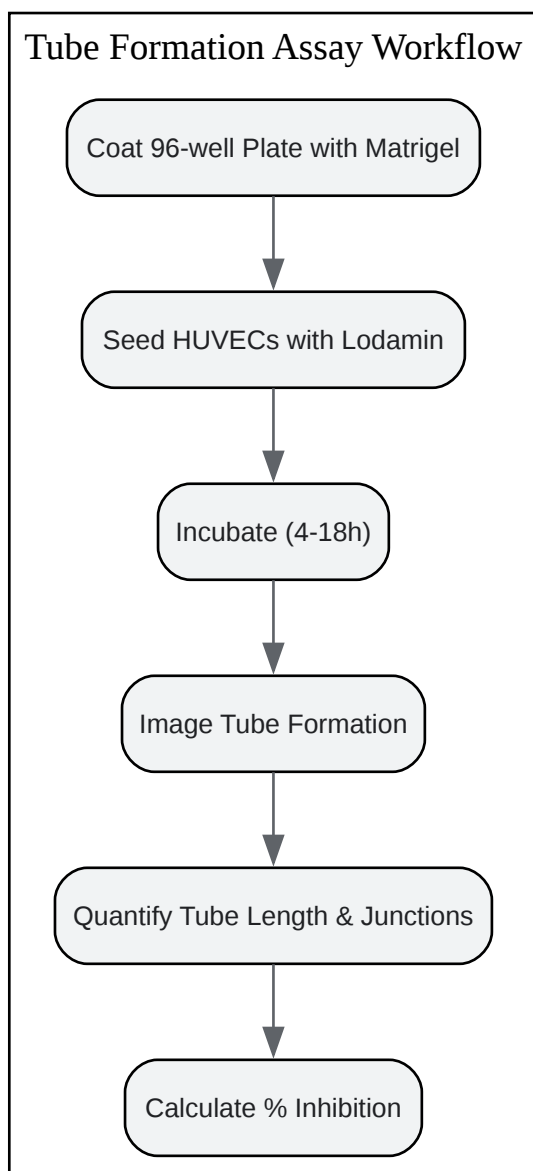 Tube Formation Assay Workflow
Coat 96-well Plate with Matrigel
Seed HUVECs with Lodamin
Incubate (4-18h)
Image Tube Formation
Quantify Tube Length & Junctions
Calculate % Inhibition